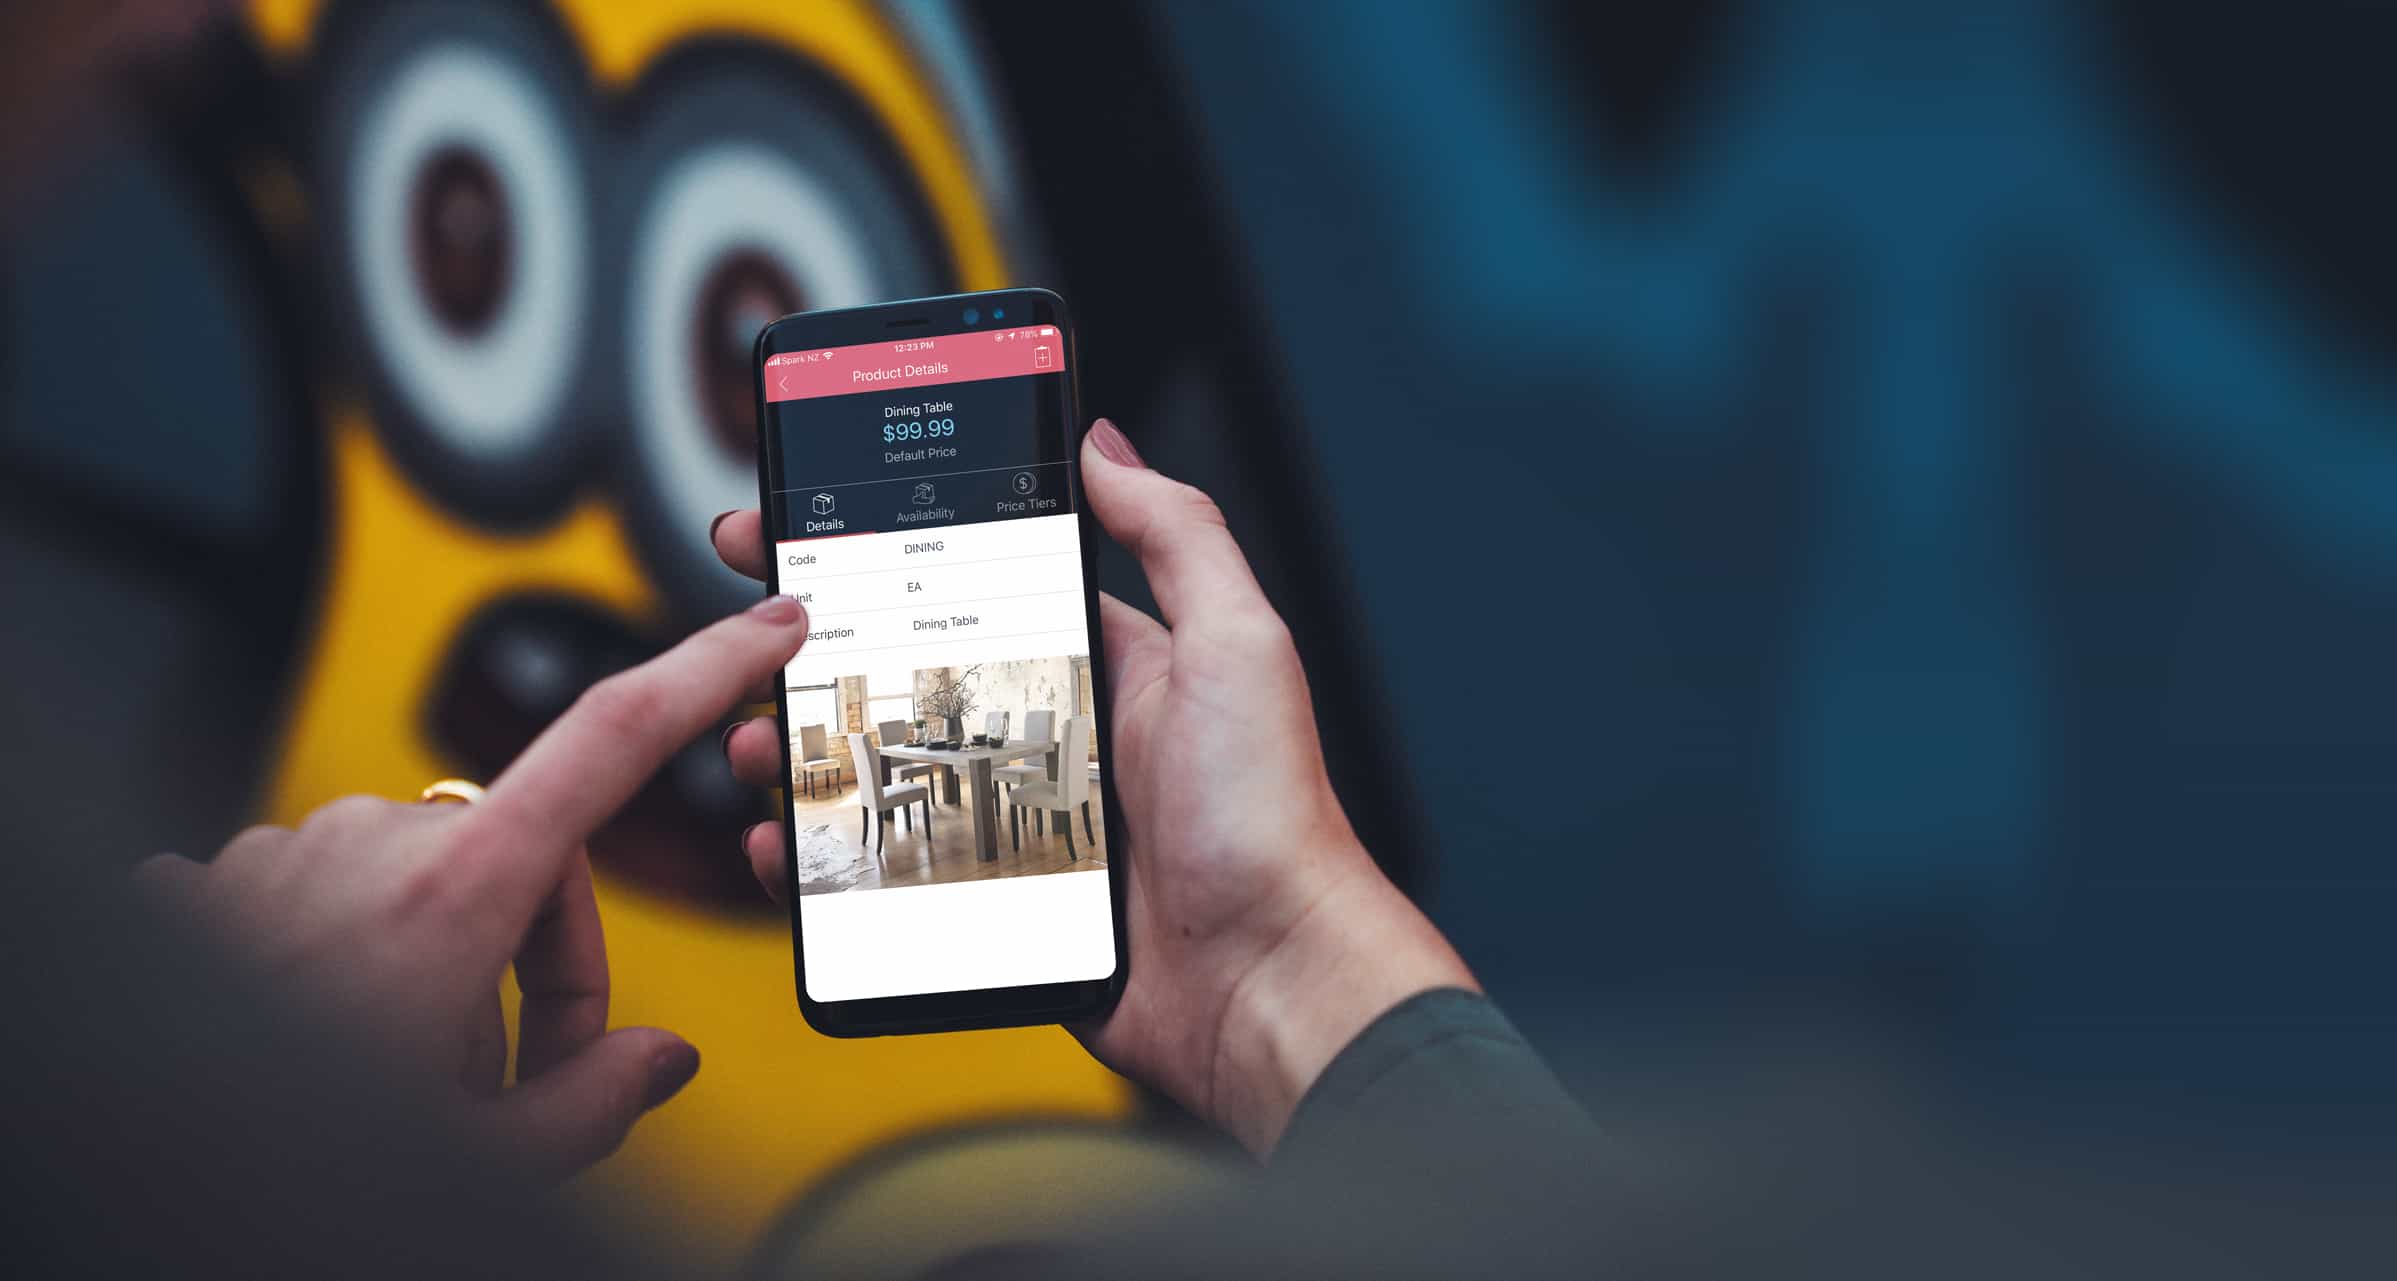 Spark NZ 12:23 PM 78%
Product Details
Dining Table
$99.99
Default Price
Details Availability Price Tiers
Code DINING
Unit EA
scription Dining Table